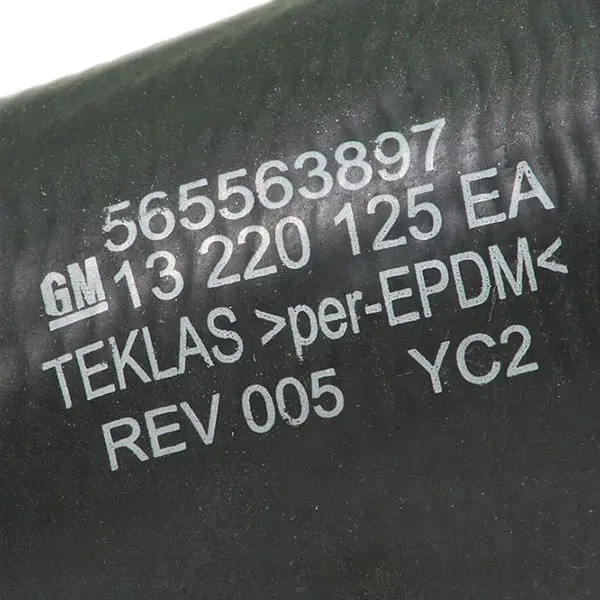 565563897
GM 13 220 125 EA
TEKLAS >per-EPDM<
REV 005 YC2